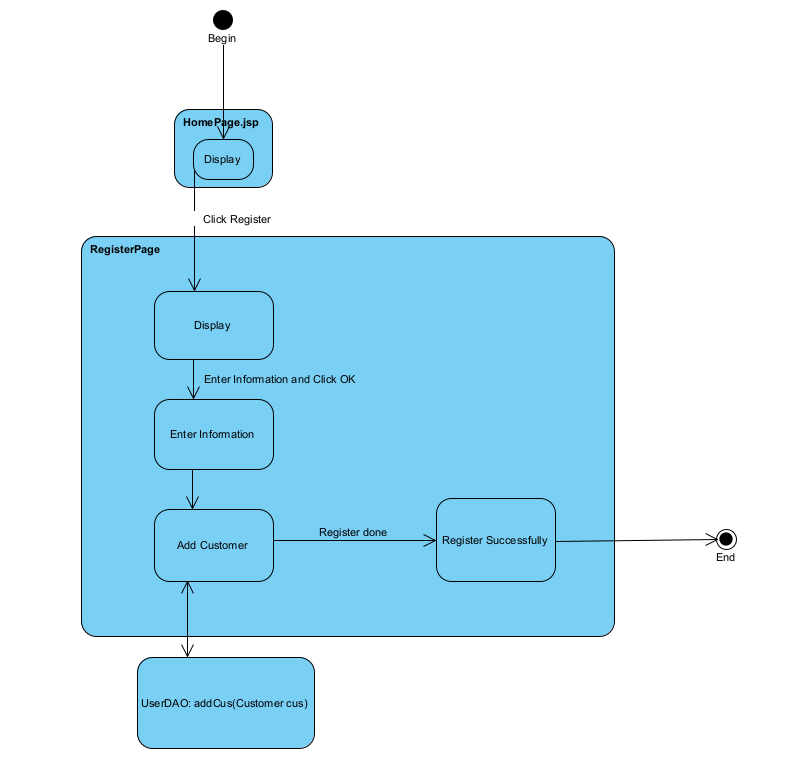 Begin
HomePage.jsp
Display
Click Register
RegisterPage
Display
Enter Information and Click OK
Enter Information
Add Customer
Register done
Register Successfully
End
UserDAO: addCus(Customer cus)